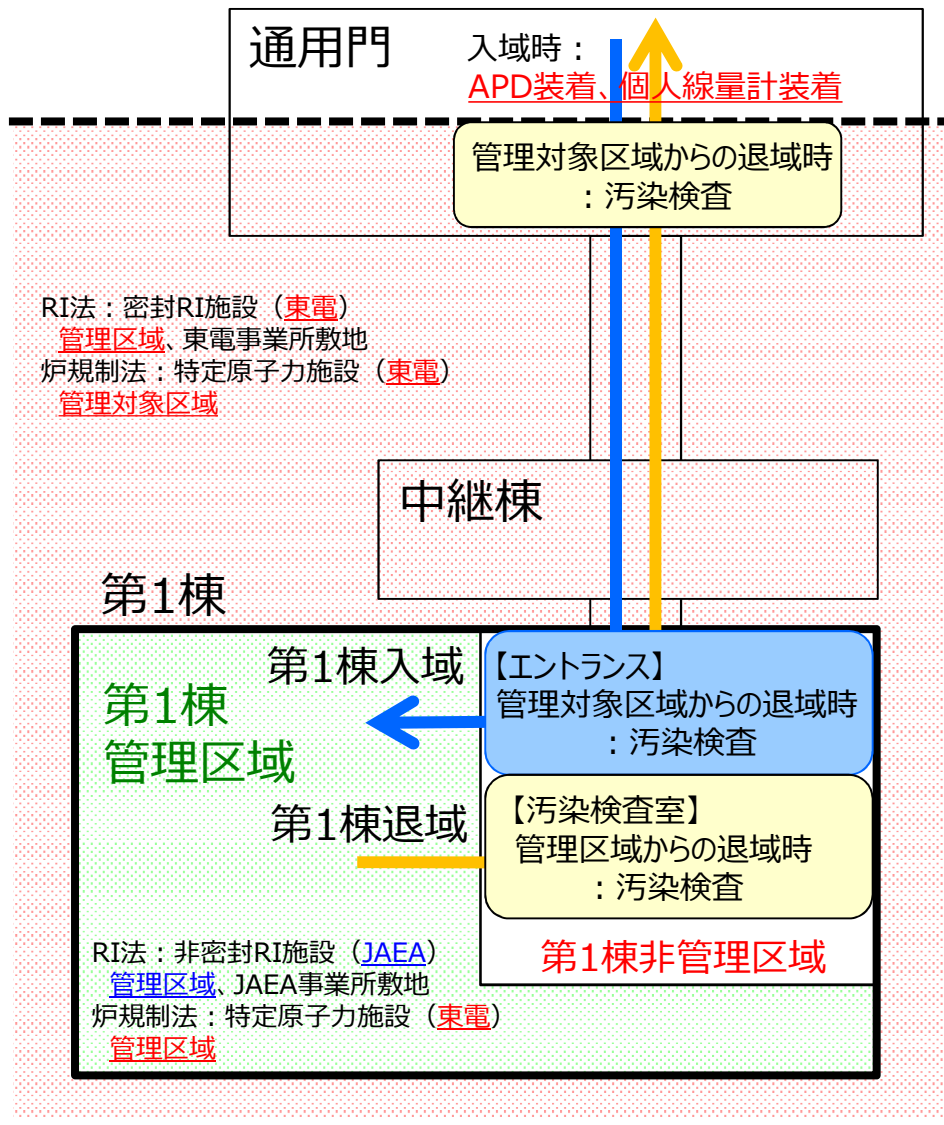 通用門
入域時：
APD装着、個人線量計装着
管理対象区域からの退域時
：汚染検査
RI法：密封RI施設（東電）
管理区域、東電事業所敷地
炉規制法：特定原子力施設（東電）
管理対象区域
中継棟
第1棟
第1棟入域
【エントランス】
管理対象区域からの退域時
：汚染検査
第1棟
管理区域
第1棟退域
【汚染検査室】
管理区域からの退域時
：汚染検査
第1棟非管理区域
RI法：非密封RI施設（JAEA）
管理区域、JAEA事業所敷地
炉規制法：特定原子力施設（東電）
管理区域